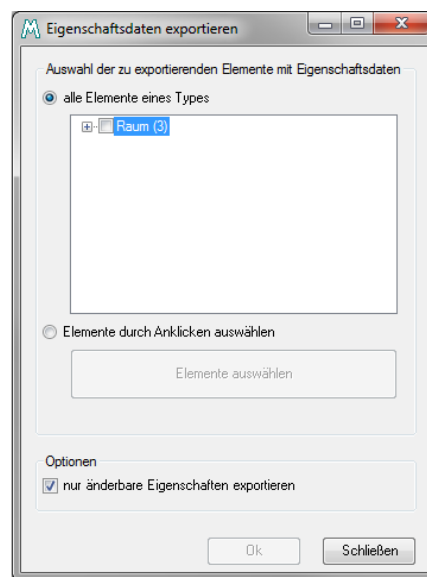 Eigenschaftsdaten exportieren
Auswahl der zu exportierenden Elemente mit Eigenschaftsdaten
alle Elemente eines Types
Raum (3)
Elemente durch Anklicken auswählen
Elemente auswählen
Optionen
nur änderbare Eigenschaften exportieren
Ok
Schließen